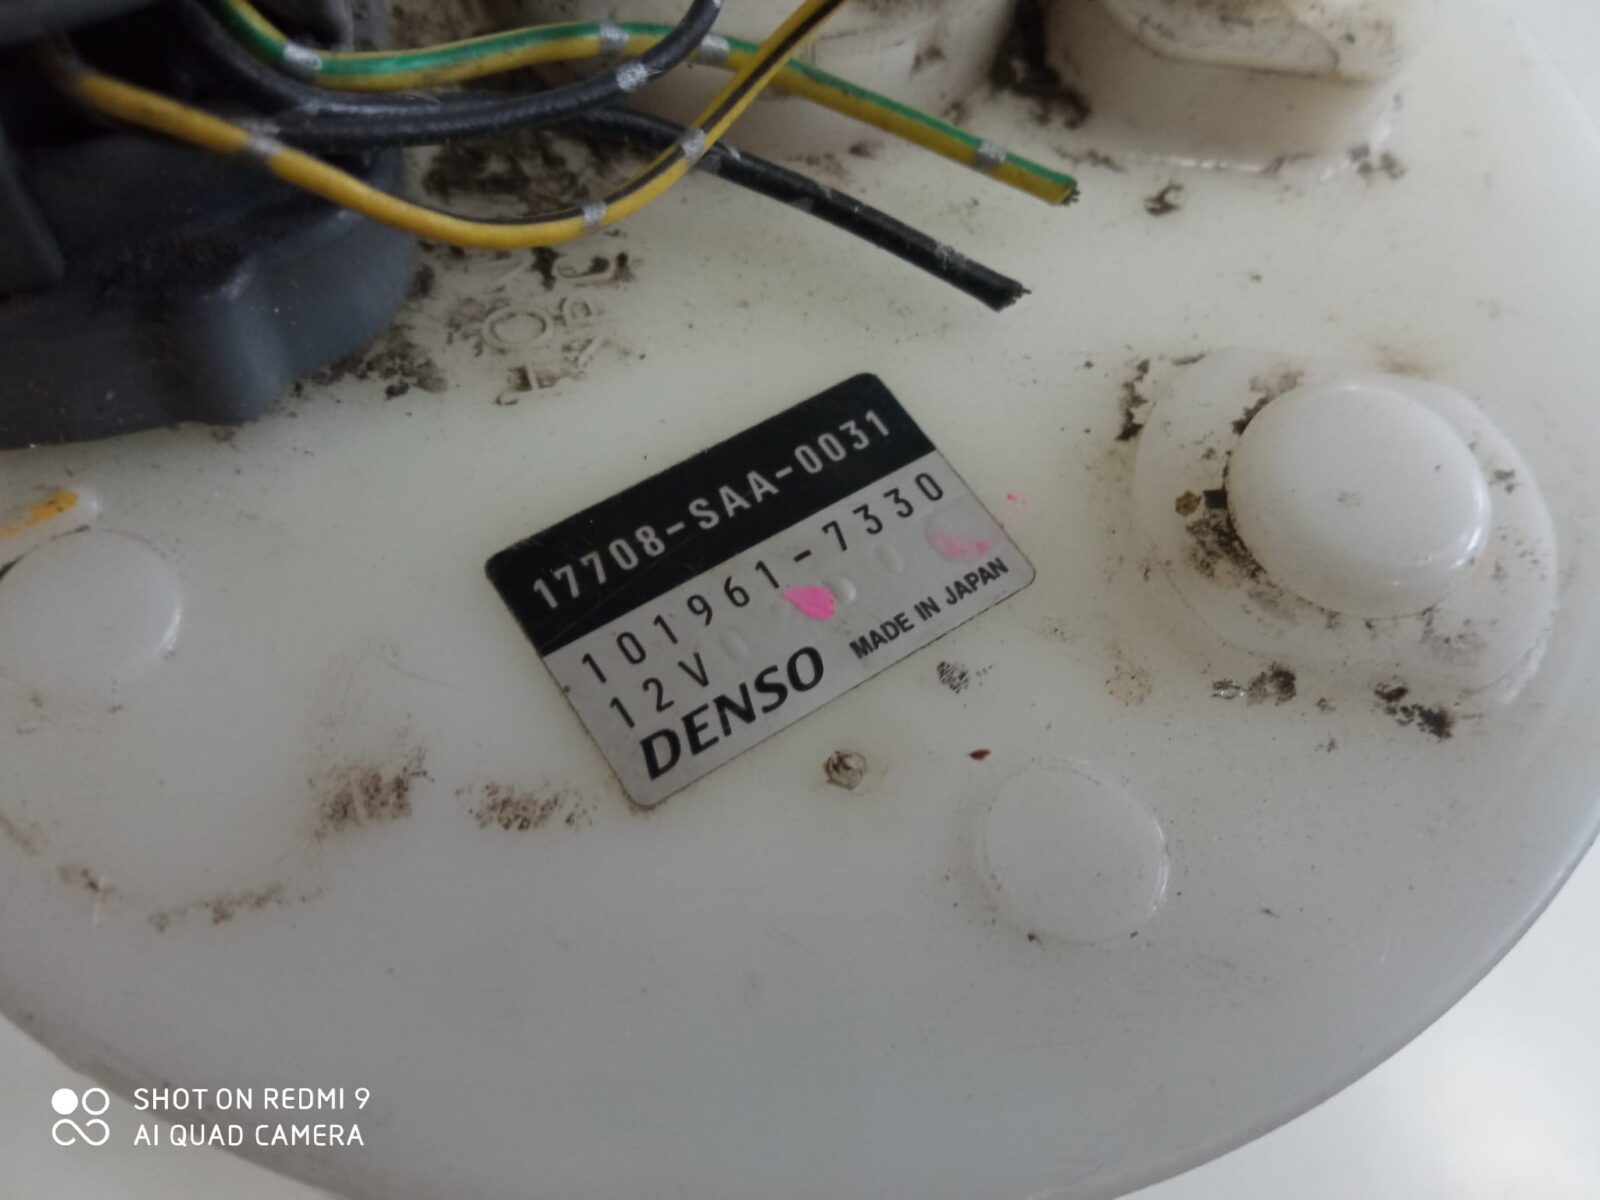 17708-SAA-0031
101961-7330
12V
DENSO MADE IN JAPAN
SHOT ON REDMI 9
AI QUAD CAMERA